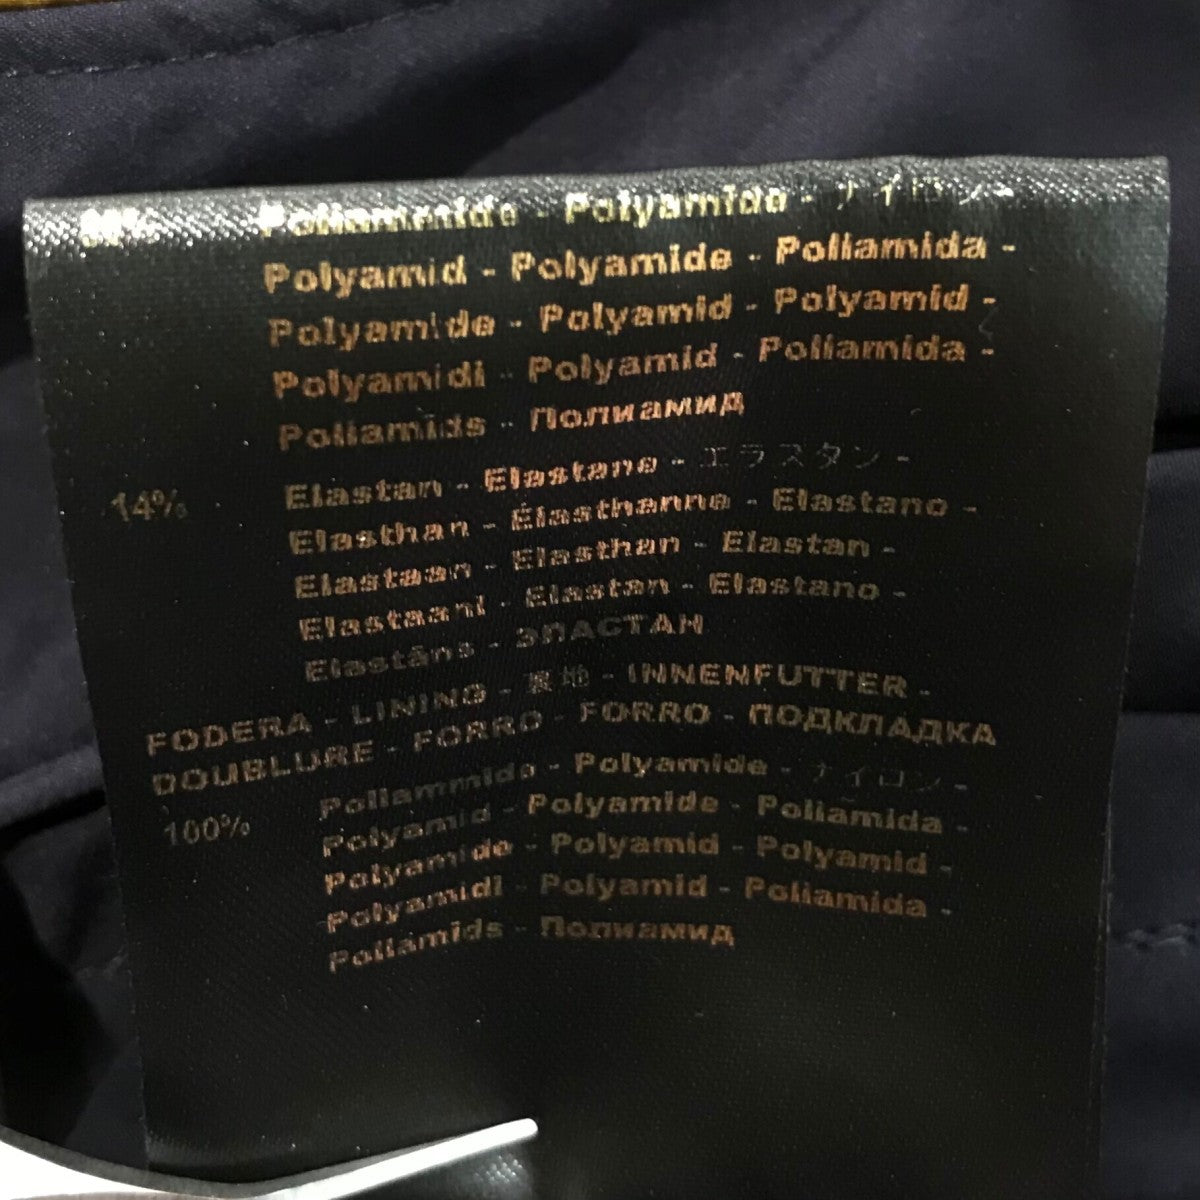 Poliammide - Polyamide - ナイロン -
Polyamid - Polyamide - Poliamida -
Polyamide - Polyamid - Polyamid -
Polyamidi - Polyamid - Poliamida -
Poliamīds - Полиамид
14% Elastan - Elastane - エラスタン -
Elasthan - Élasthanne - Elastano -
Elastaan - Elasthan - Elastan -
Elastaani - Elastan - Elastano -
Elastāns - ЭЛАСТАН
FODERA - LINING - 裏地 - INNENFUTTER -
DOUBLURE - FORRO - FORRO - ПОДКЛАДКА
100% Poliammide - Polyamide - ナイロン -
Polyamid - Polyamide - Poliamida -
Polyamide - Polyamid - Polyamid -
Polyamidi - Polyamid - Poliamida -
Poliamīds - Полиамид